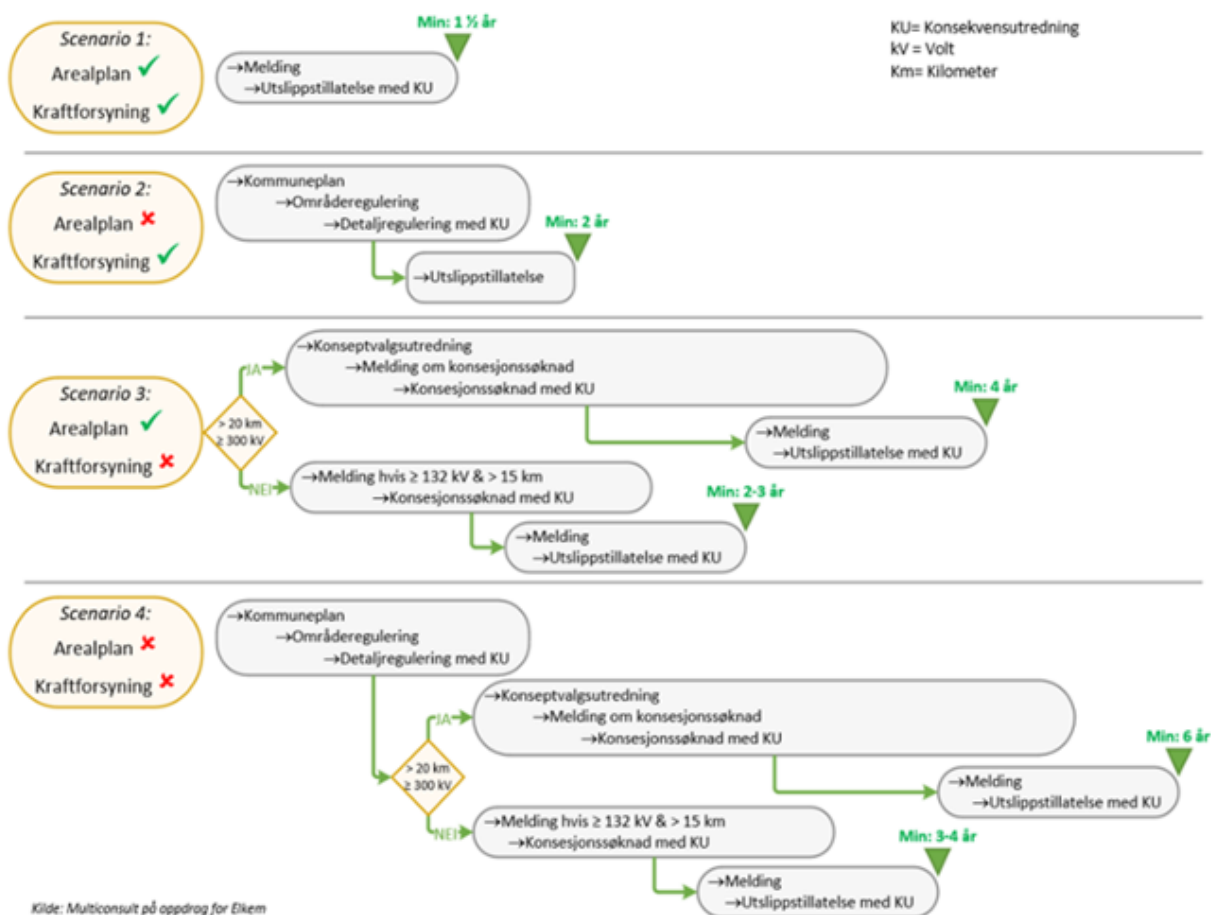 KU= Konsekvensutredning
kV = Volt
Km= Kilometer
Scenario 1:
Arealplan ✓
Kraftforsyning ✓
→Melding
→Utslippstillatelse med KU
Min: 1 ½ år
Scenario 2:
Arealplan ✘
Kraftforsyning ✓
→Kommuneplan
→Områderegulering
→Detaljregulering med KU
→Utslippstillatelse
Min: 2 år
Scenario 3:
Arealplan ✓
Kraftforsyning ✘
> 20 km
≥ 300 kV
JA
→Konseptvalgsutredning
→Melding om konsesjonssøknad
→Konsesjonssøknad med KU
→Melding
→Utslippstillatelse med KU
Min: 4 år
NEI
→Melding hvis ≥ 132 kV & > 15 km
→Konsesjonssøknad med KU
→Melding
→Utslippstillatelse med KU
Min: 2-3 år
Scenario 4:
Arealplan ✘
Kraftforsyning ✘
→Kommuneplan
→Områderegulering
→Detaljregulering med KU
> 20 km
≥ 300 kV
JA
→Konseptvalgsutredning
→Melding om konsesjonssøknad
→Konsesjonssøknad med KU
→Melding
→Utslippstillatelse med KU
Min: 6 år
NEI
→Melding hvis ≥ 132 kV & > 15 km
→Konsesjonssøknad med KU
→Melding
→Utslippstillatelse med KU
Min: 3-4 år
Kilde: Multiconsult på oppdrag for Elkem